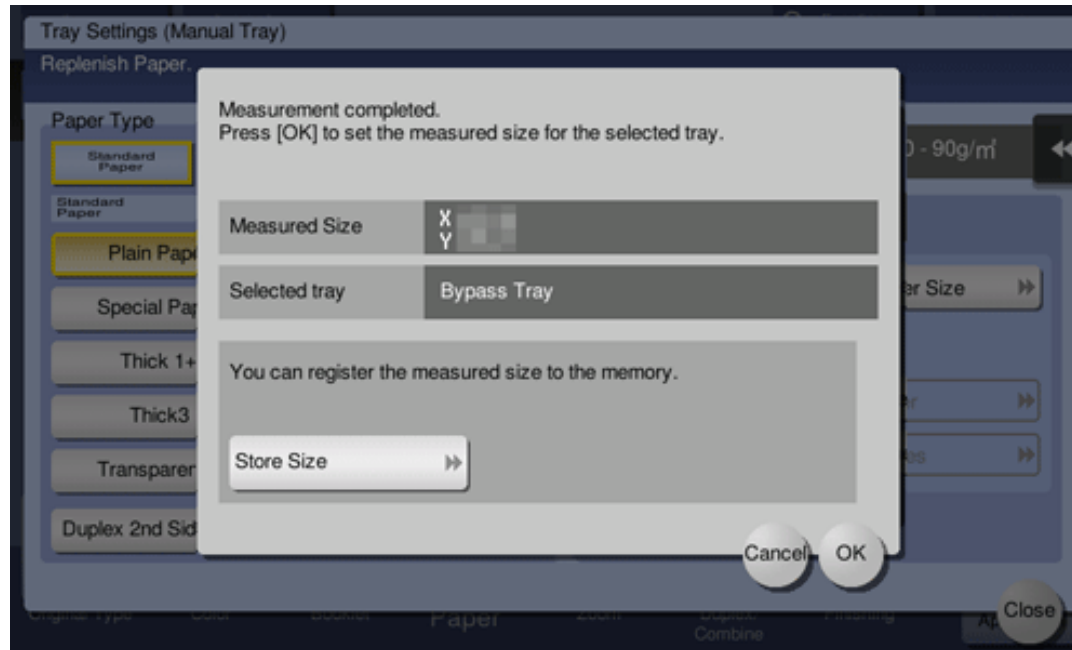 Tray Settings (Manual Tray)
Replenish Paper.
Measurement completed.
Press [OK] to set the measured size for the selected tray.
Paper Type
Standard
Paper
0 - 90g/m²
Standard
Paper
Measured Size
X
Y
Plain Pape
Selected tray
Bypass Tray
er Size
Special Pap
Thick 1+
You can register the measured size to the memory.
Thick3
Store Size
Transparen
Duplex 2nd Sid
Cancel
OK
Close
Original Type
Color
Booklet
Paper
Zoom
Duplex/
Combine
Finishing
Ap